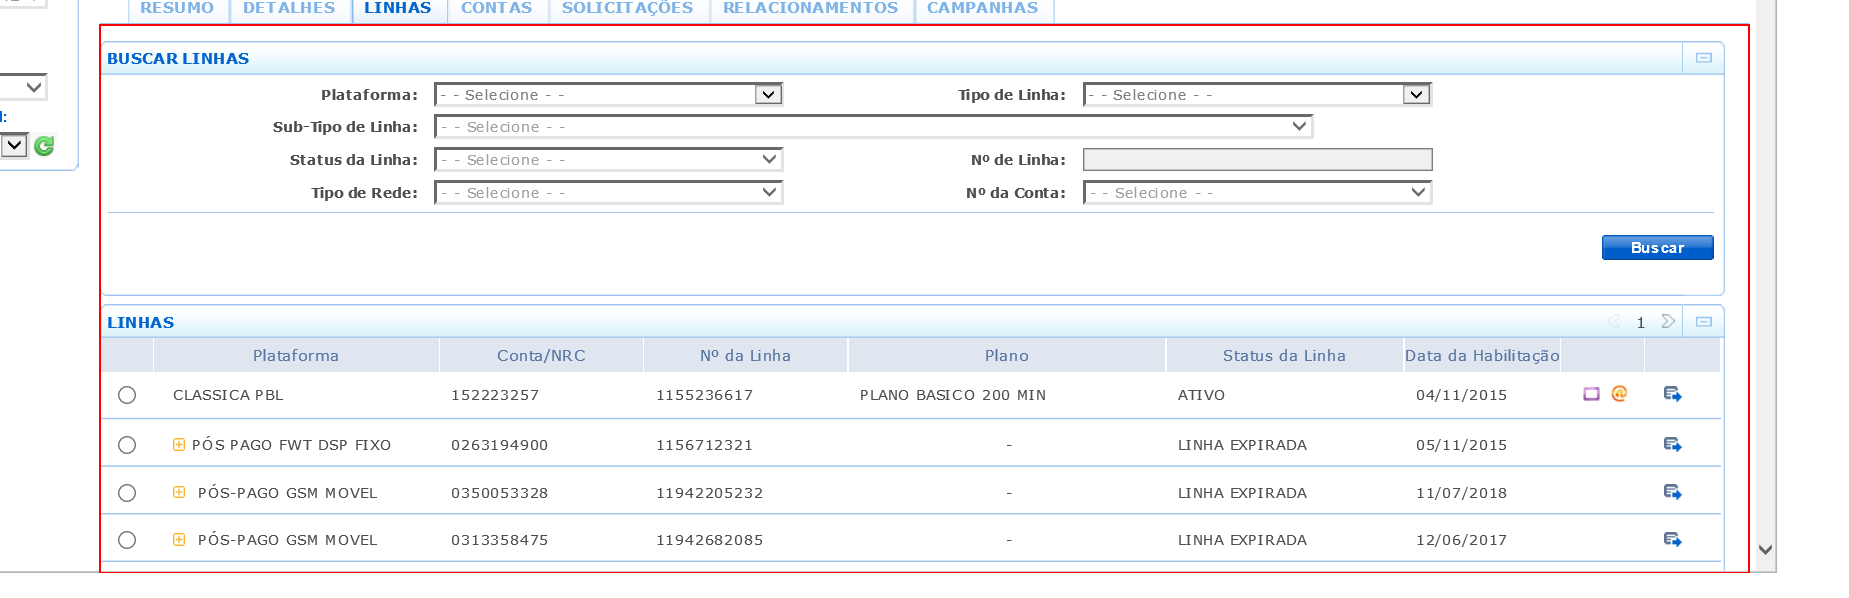 RESUMO DETALHES LINHAS CONTAS SOLICITAÇÕES RELACIONAMENTOS CAMPANHAS
BUSCAR LINHAS
Plataforma: - - Selecione - - Tipo de Linha: - - Selecione - -
Sub-Tipo de Linha: - - Selecione - -
Status da Linha: - - Selecione - - Nº de Linha:
Tipo de Rede: - - Selecione - - Nº da Conta: - - Selecione - -
Buscar
LINHAS 1
Plataforma Conta/NRC Nº da Linha Plano Status da Linha Data da Habilitação
CLASSICA PBL 152223257 1155236617 PLANO BASICO 200 MIN ATIVO 04/11/2015
PÓS PAGO FWT DSP FIXO 0263194900 1156712321 - LINHA EXPIRADA 05/11/2015
PÓS-PAGO GSM MOVEL 0350053328 11942205232 - LINHA EXPIRADA 11/07/2018
PÓS-PAGO GSM MOVEL 0313358475 11942682085 - LINHA EXPIRADA 12/06/2017